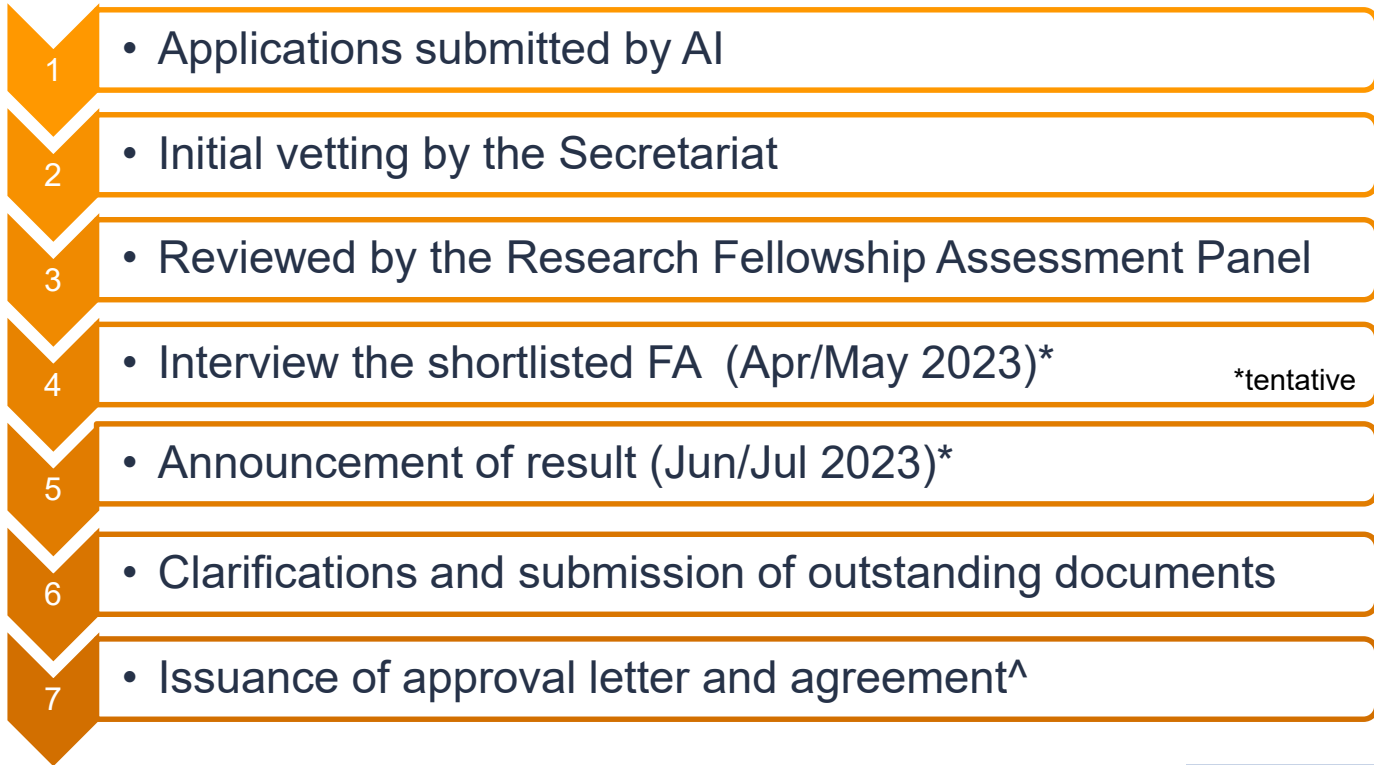 1
• Applications submitted by AI
2
• Initial vetting by the Secretariat
3
• Reviewed by the Research Fellowship Assessment Panel
4
• Interview the shortlisted FA (Apr/May 2023)*
*tentative
5
• Announcement of result (Jun/Jul 2023)*
6
• Clarifications and submission of outstanding documents
7
• Issuance of approval letter and agreement^